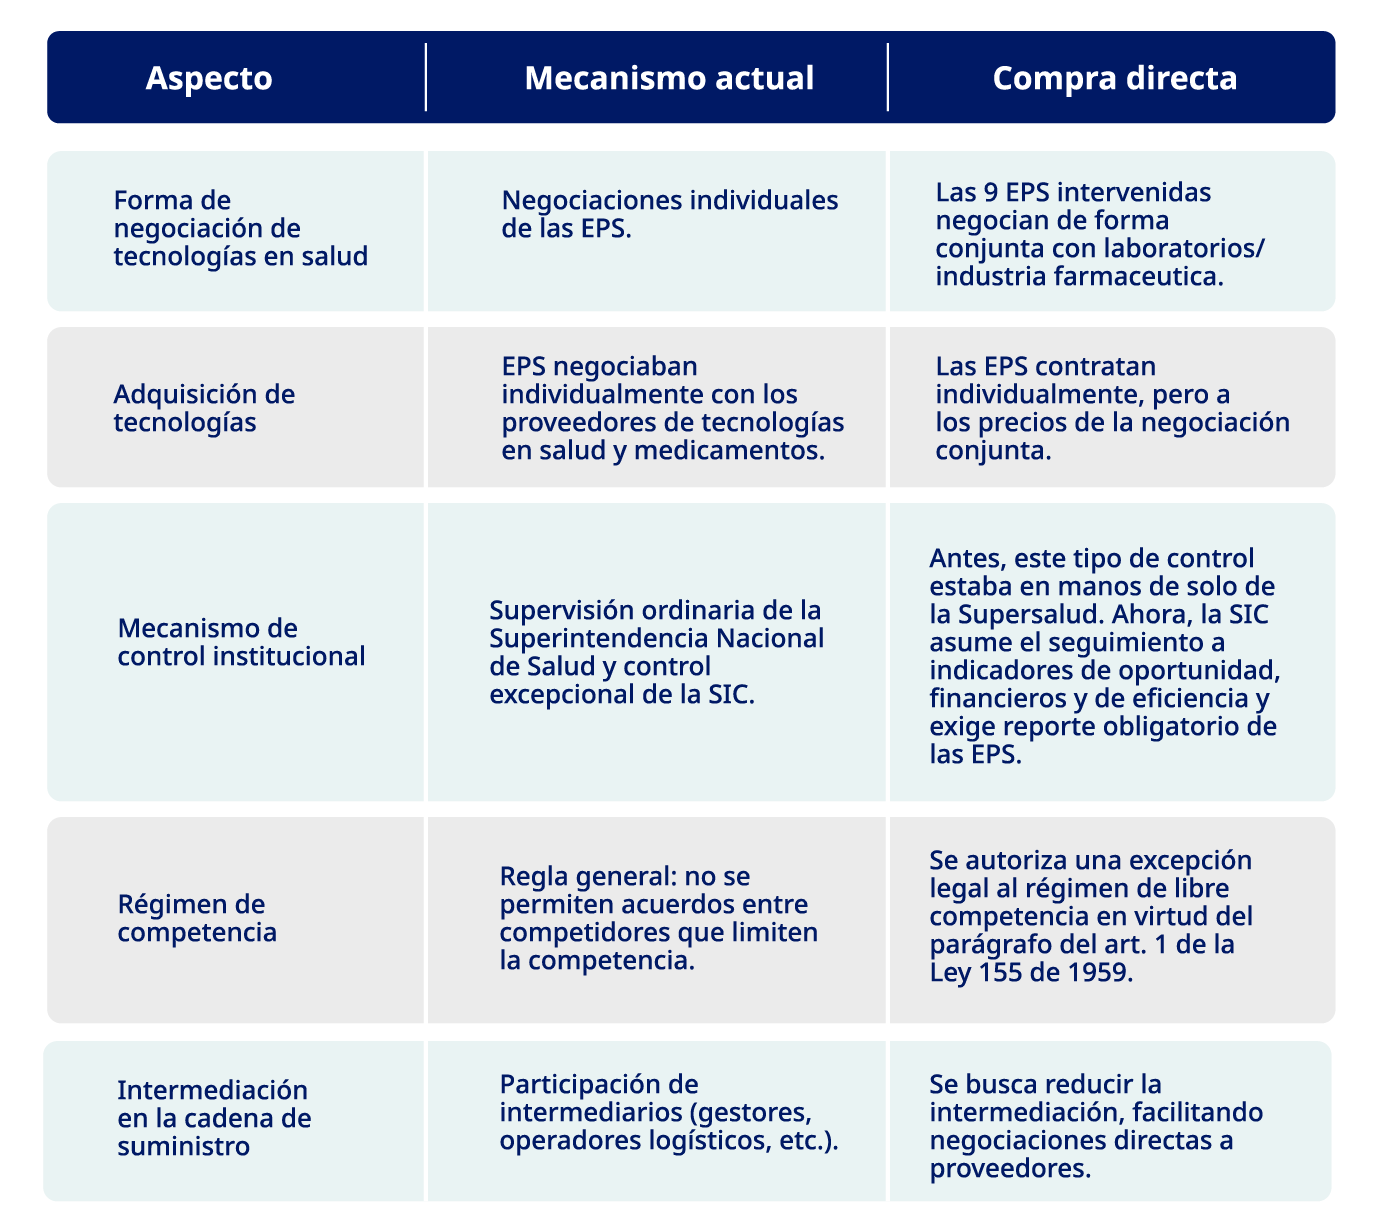 Aspecto
Mecanismo actual
Compra directa
Forma de
negociación de
tecnologías en salud
Negociaciones individuales
de las EPS.
Las 9 EPS intervenidas
negocian de forma
conjunta con laboratorios/
industria farmaceutica.
Adquisición de
tecnologías
EPS negociaban
individualmente con los
proveedores de tecnologías
en salud y medicamentos.
Las EPS contratan
individualmente, pero a
los precios de la negociación
conjunta.
Mecanismo de
control institucional
Supervisión ordinaria de la
Superintendencia Nacional
de Salud y control
excepcional de la SIC.
Antes, este tipo de control
estaba en manos de solo de
la Supersalud. Ahora, la SIC
asume el seguimiento a
indicadores de oportunidad,
financieros y de eficiencia y
exige reporte obligatorio de
las EPS.
Régimen de
competencia
Regla general: no se
permiten acuerdos entre
competidores que limiten
la competencia.
Se autoriza una excepción
legal al régimen de libre
competencia en virtud del
parágrafo del art. 1 de la
Ley 155 de 1959.
Intermediación
en la cadena de
suministro
Participación de
intermediarios (gestores,
operadores logísticos, etc.).
Se busca reducir la
intermediación, facilitando
negociaciones directas a
proveedores.